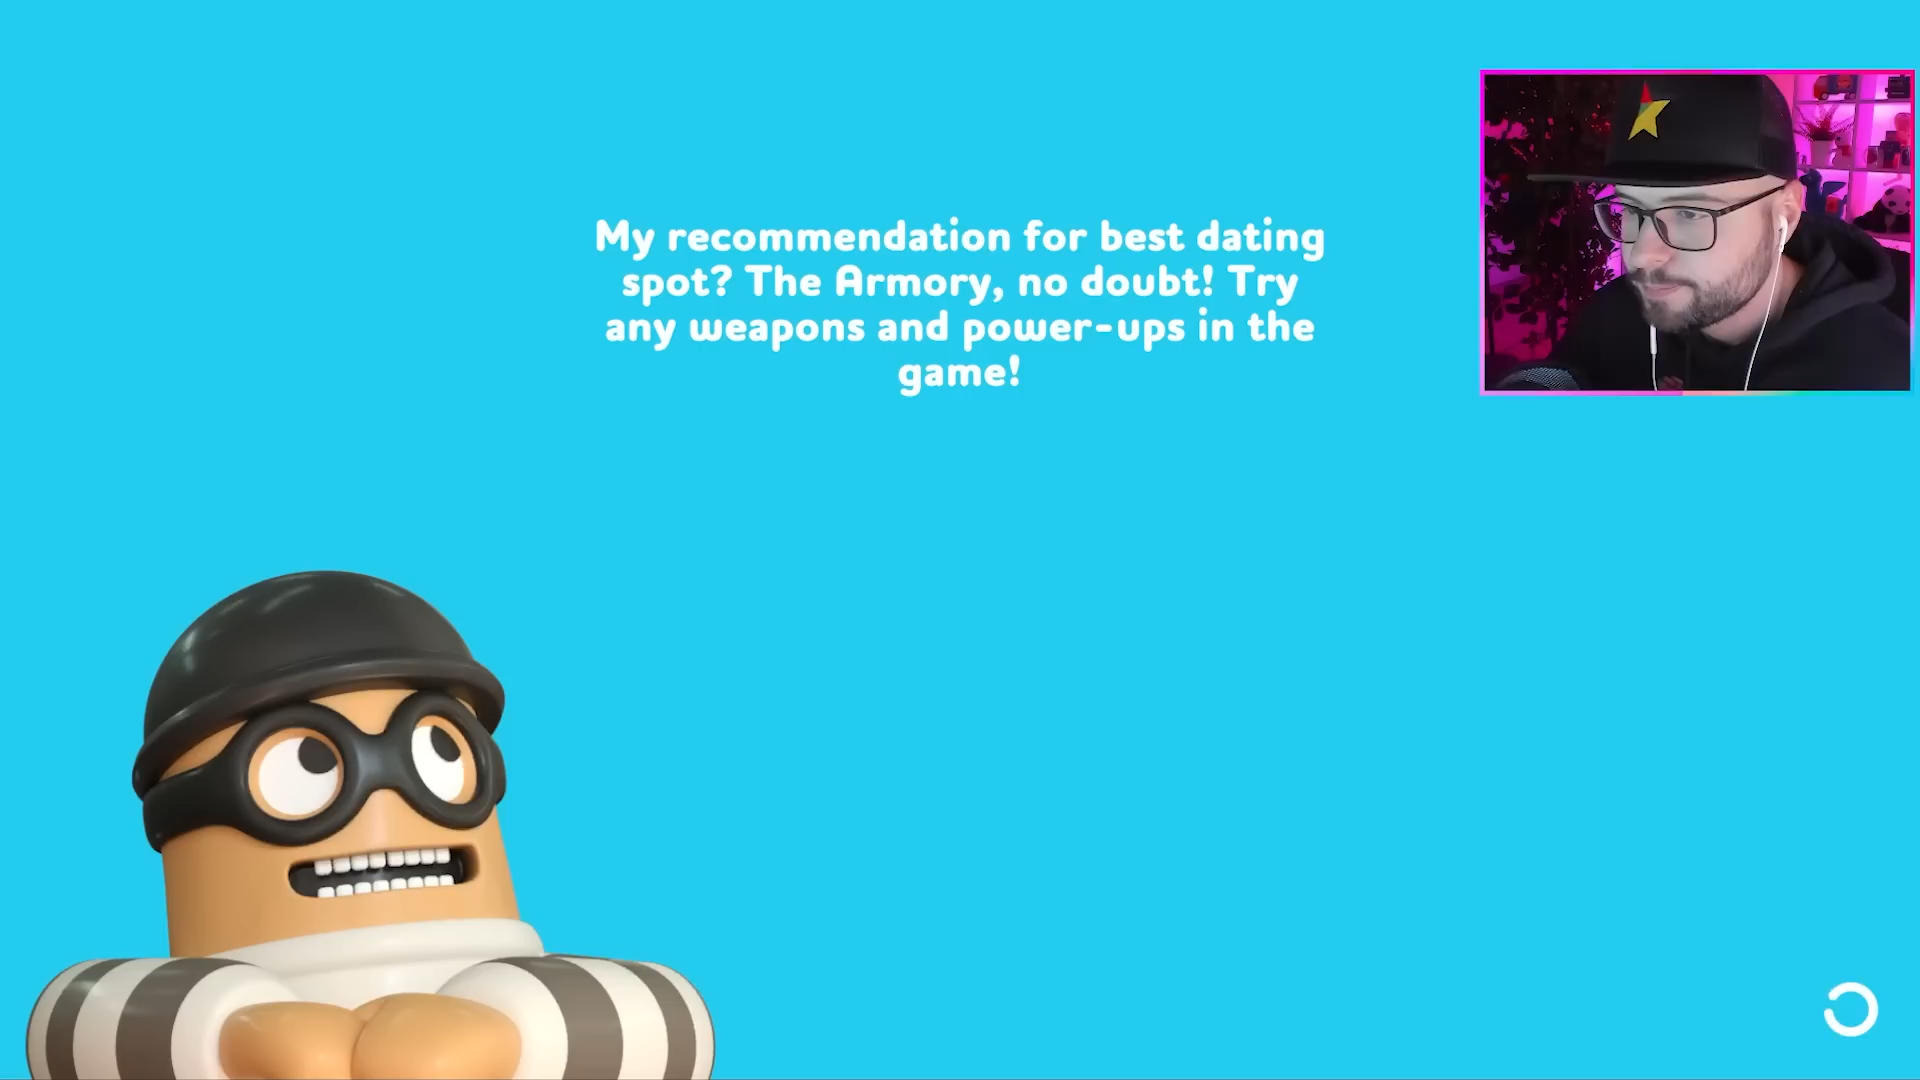 My recommendation for best dating
spot? The Armory, no doubt! Try
any weapons and power-ups in the
game!